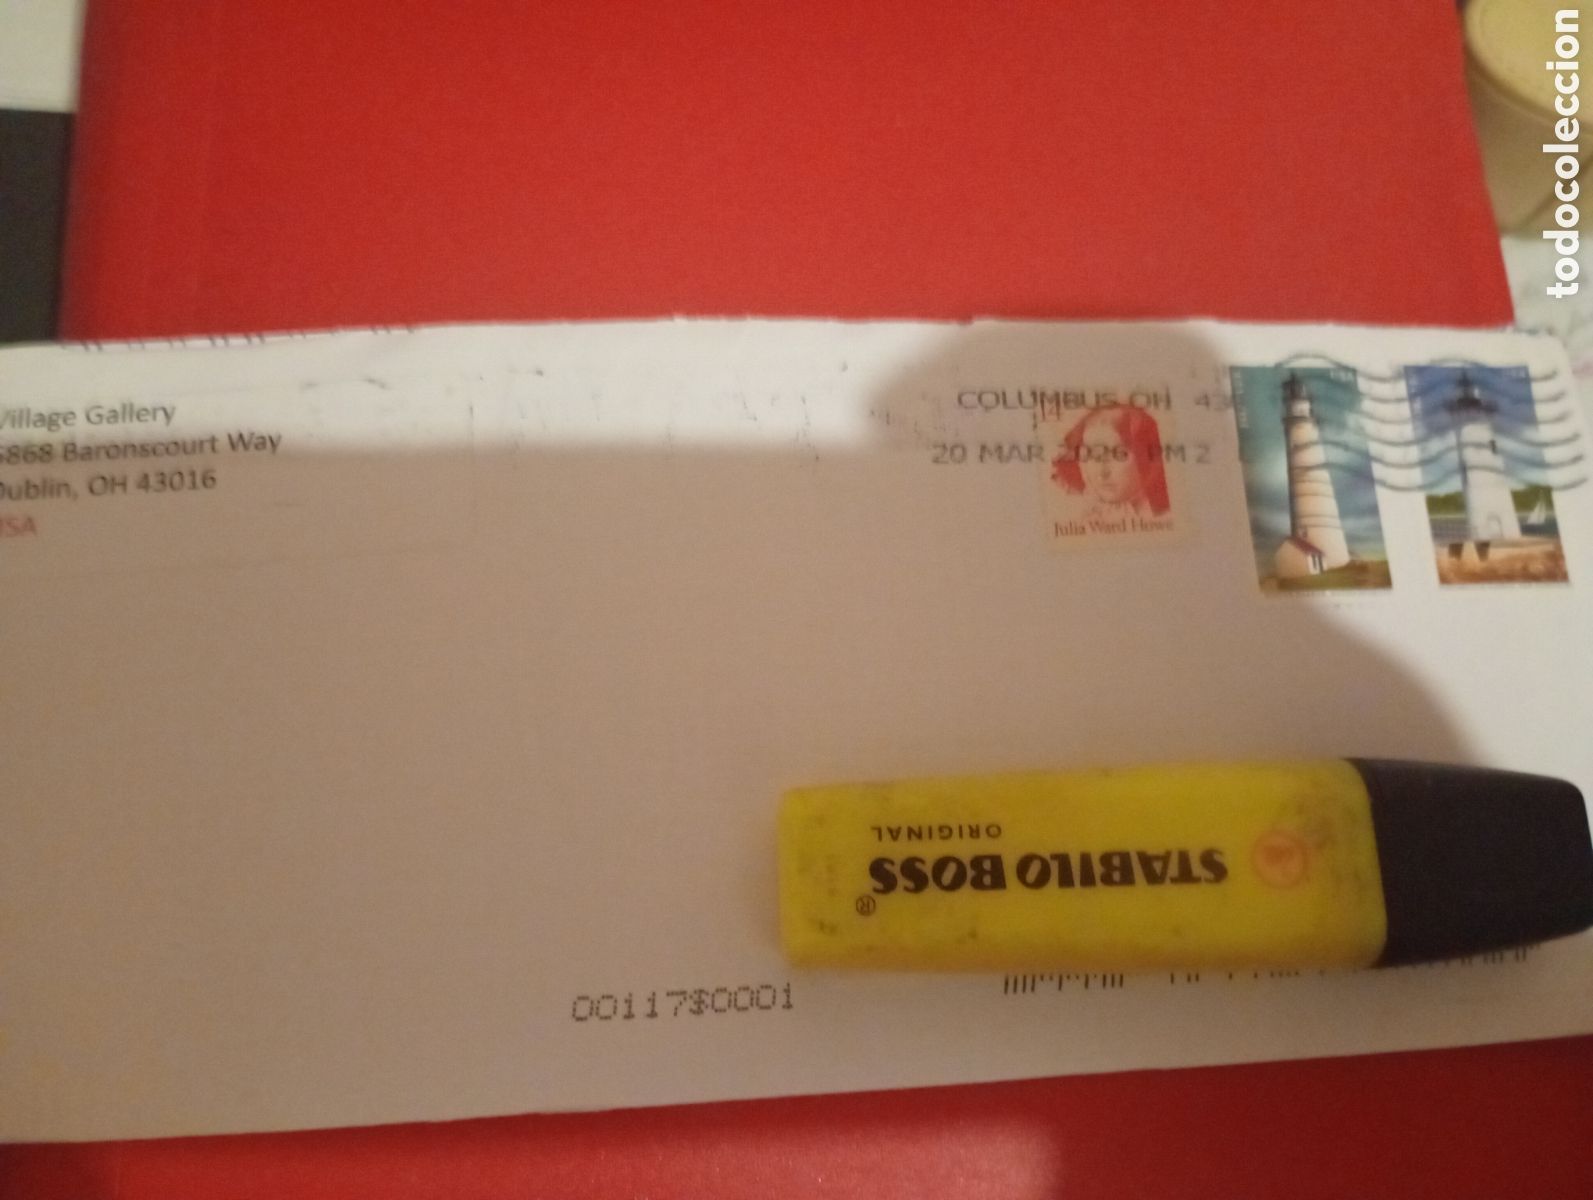 todocoleccion
Village Gallery
5868 Baronscourt Way
Dublin, OH 43016
USA
COLUMBUS OH
20 MAR 2026 PM 2
14
Julia Ward Howe
USA
STABILO BOSS®
ORIGINAL
00117$0001